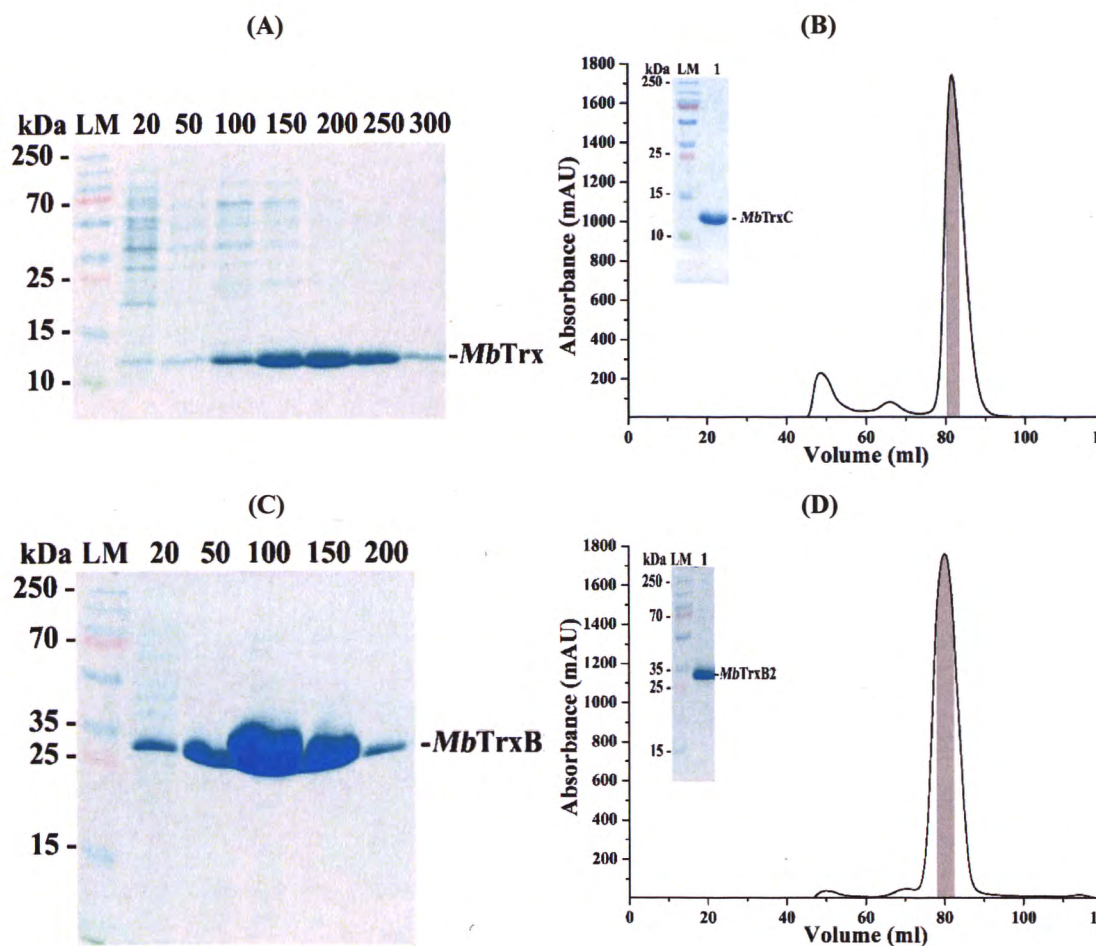 (A)
kDa LM 20 50 100 150 200 250 300
250 -
70 -
25 -
15 -
10 -
-MbTrx
(B)
Absorbance (mAU)
1800
1600
1400
1200
1000
800
600
400
200
0 20 40 60 80 100
Volume (ml)
kDa LM 1
250 -
25 -
15 -
10 -
- MbTrxC
(C)
kDa LM 20 50 100 150 200
250 -
70 -
35 -
25 -
15 -
-MbTrxB
(D)
Absorbance (mAU)
1800
1600
1400
1200
1000
800
600
400
200
0 20 40 60 80 100
Volume (ml)
kDa LM 1
250 -
70 -
35 -
25 -
15 -
-MbTrxB2